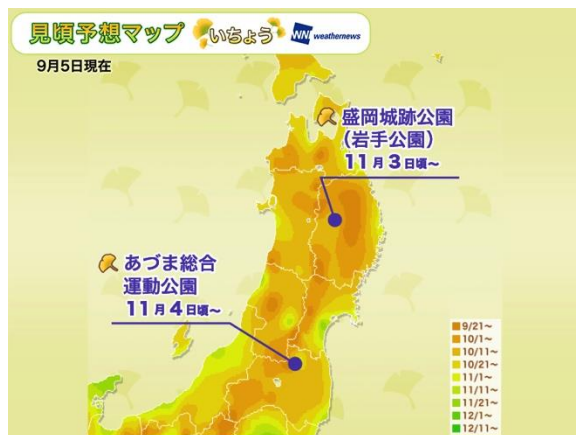 見頃予想マップ いちょう WN weathernews
9月5日現在
盛岡城跡公園
(岩手公園)
11月3日頃~
あづま総合
運動公園
11月4日頃~
9/21~
10/1~
10/11~
10/21~
11/1~
11/11~
11/21~
12/1~
12/11~